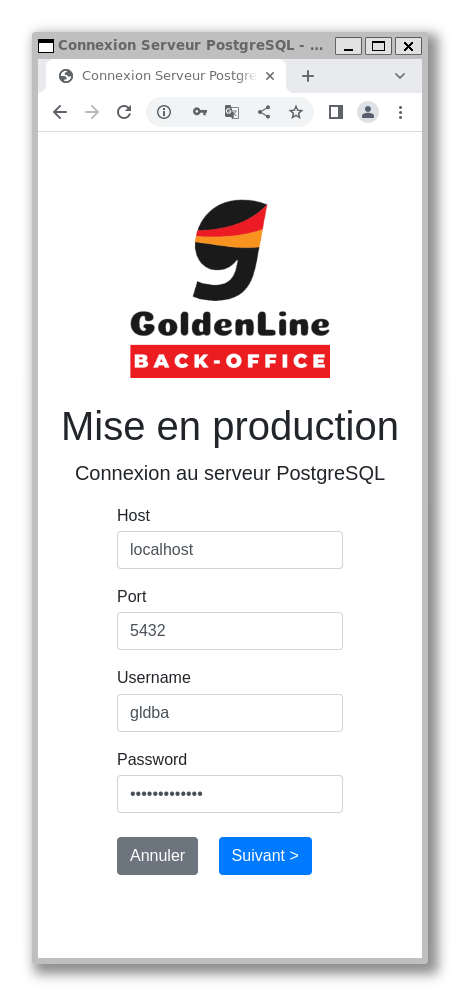 Connexion Serveur PostgreSQL - ...
Connexion Serveur Postgre
g
GoldenLine
BACK-OFFICE
Mise en production
Connexion au serveur PostgreSQL
Host
localhost
Port
5432
Username
gldba
Password
•••••••••••••
Annuler
Suivant >